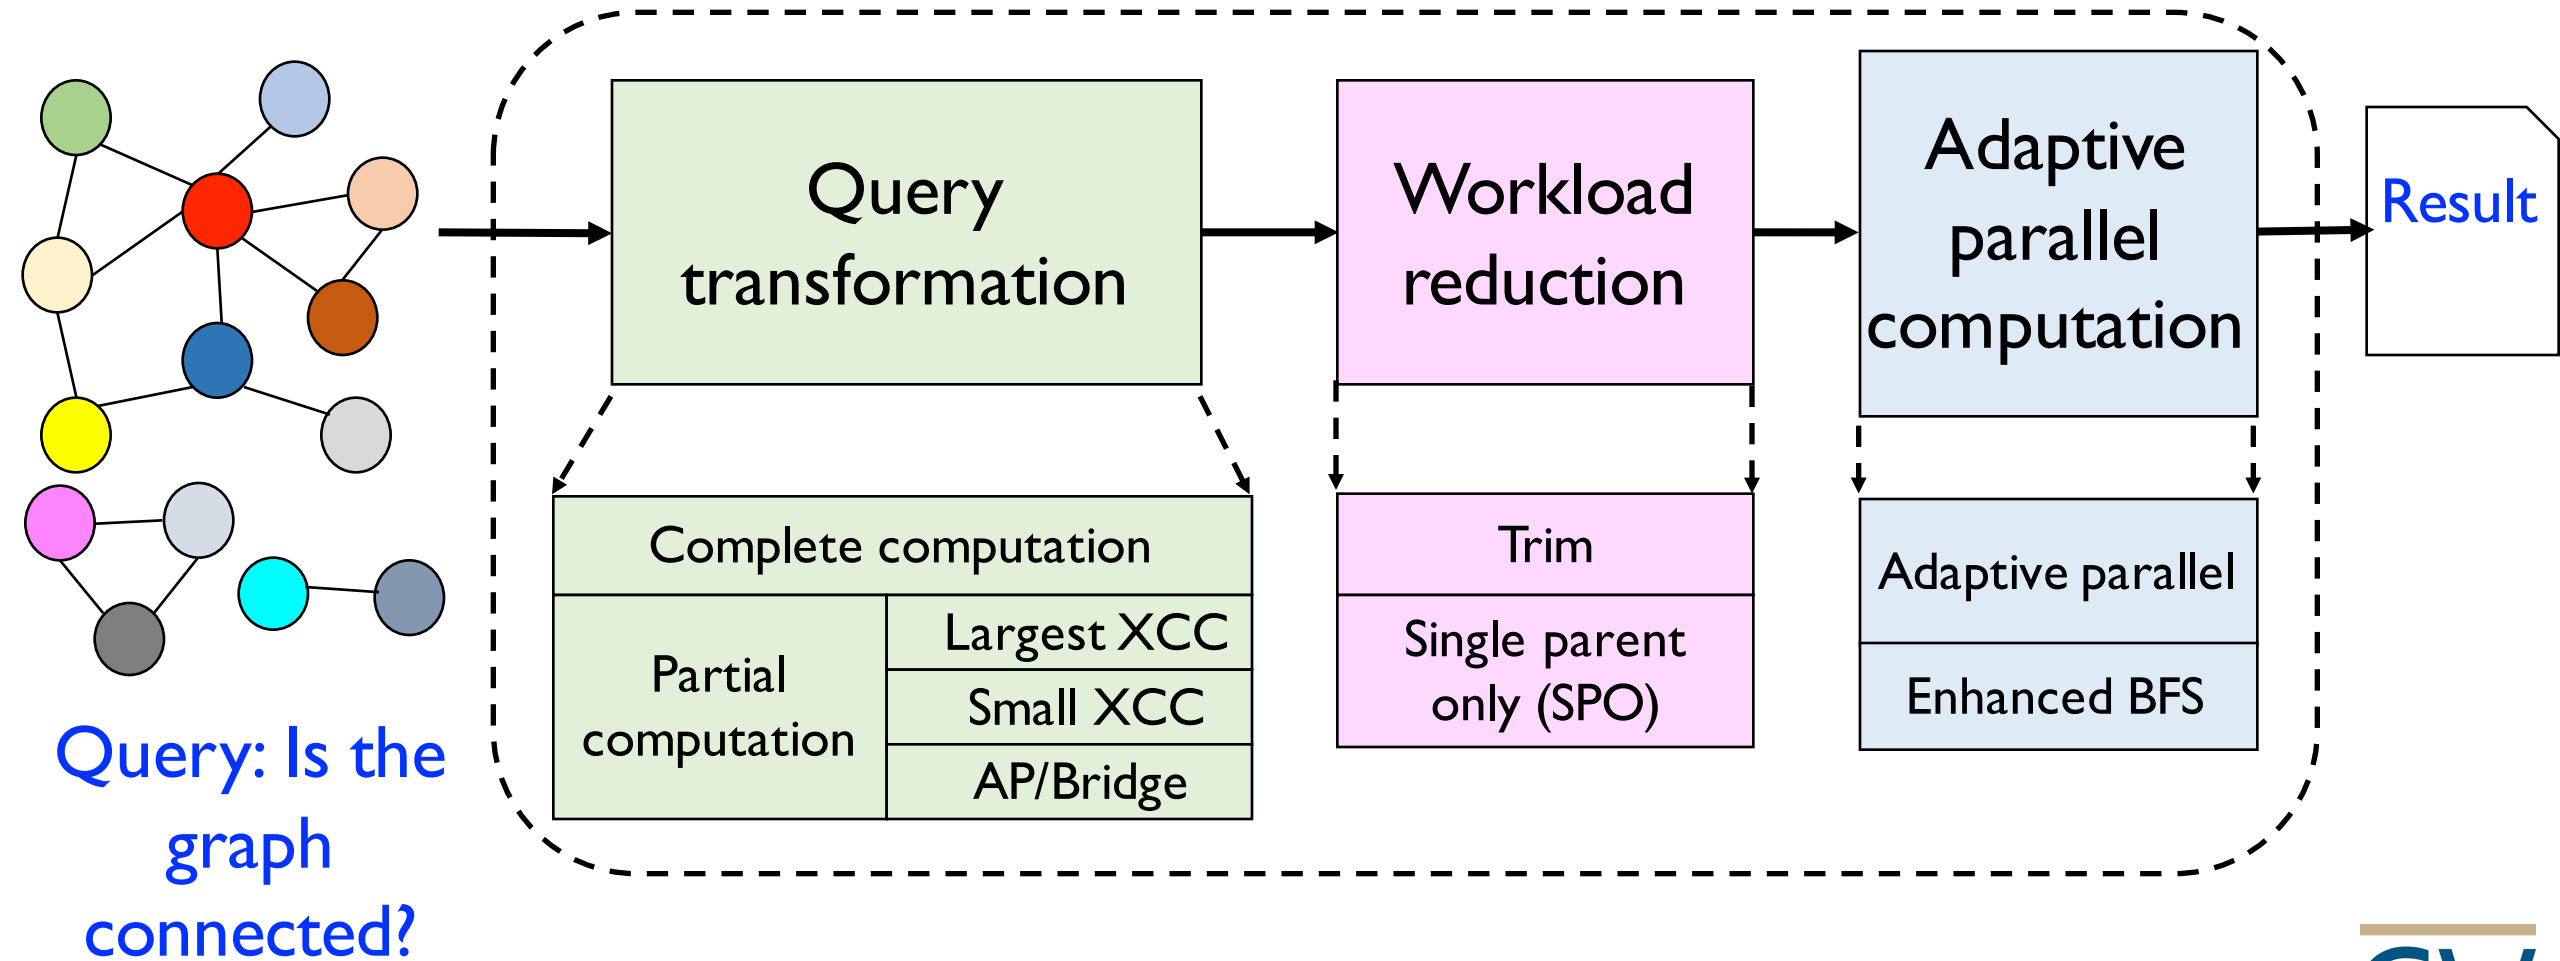 Query: Is the
graph
connected?
Query
transformation
Workload
reduction
Adaptive
parallel
computation
Result
Complete computation
Partial
computation
Largest XCC
Small XCC
AP/Bridge
Trim
Single parent
only (SPO)
Adaptive parallel
Enhanced BFS